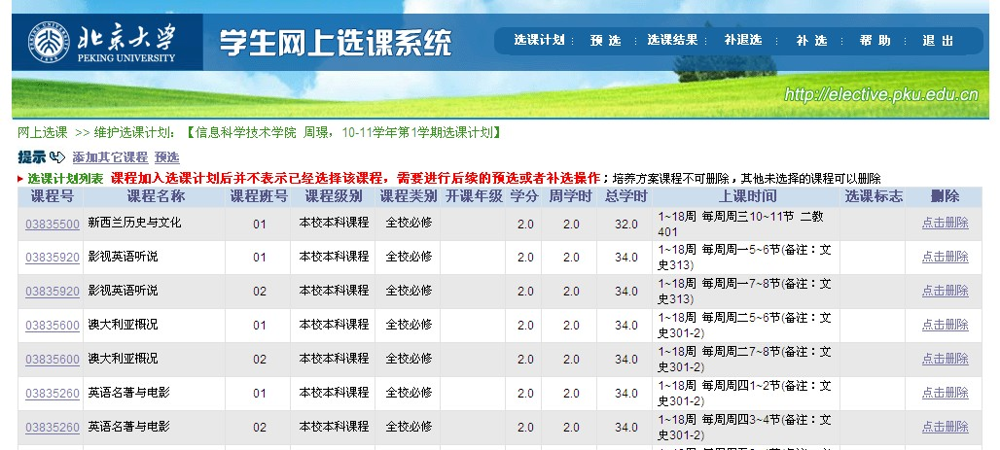 北京大学
PEKING UNIVERSITY
学生网上选课系统
选课计划 : 预 选 : 选课结果 : 补退选 : 补 选 : 帮 助 : 退 出
http://elective.pku.edu.cn
网上选课 >> 维护选课计划: 【信息科学技术学院 周璟, 10-11学年第1学期选课计划】
提示 添加其它课程 预选
选课计划列表 课程加入选课计划后并不表示已经选择该课程, 需要进行后续的预选或者补选操作; 培养方案课程不可删除, 其他未选择的课程可以删除
课程号 课程名称 课程班号 课程级别 课程类别 开课年级 学分 周学时 总学时 上课时间 选课标志 删除
03835500 新西兰历史与文化 01 本校本科课程 全校必修 2.0 2.0 32.0 1~18周 每周周三10~11节 二教
401 点击删除
03835920 影视英语听说 01 本校本科课程 全校必修 2.0 2.0 34.0 1~18周 每周周一5~6节(备注: 文
史313) 点击删除
03835920 影视英语听说 02 本校本科课程 全校必修 2.0 2.0 34.0 1~18周 每周周一7~8节(备注: 文
史313) 点击删除
03835600 澳大利亚概况 01 本校本科课程 全校必修 2.0 2.0 34.0 1~18周 每周周二5~6节(备注: 文
史301-2) 点击删除
03835600 澳大利亚概况 02 本校本科课程 全校必修 2.0 2.0 34.0 1~18周 每周周二7~8节(备注: 文
史301-2) 点击删除
03835260 英语名著与电影 01 本校本科课程 全校必修 2.0 2.0 34.0 1~18周 每周周四1~2节(备注: 文
史301-2) 点击删除
03835260 英语名著与电影 02 本校本科课程 全校必修 2.0 2.0 34.0 1~18周 每周周四3~4节(备注: 文
史301-2) 点击删除